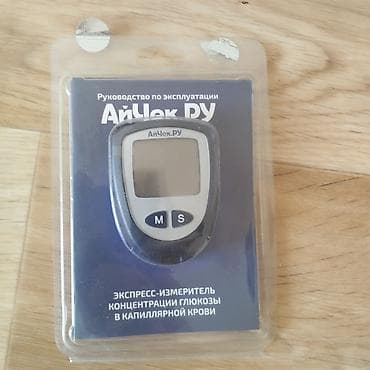 Руководство по эксплуатации
АйЧек.РУ
АйЧек.РУ
M S
ЭКСПРЕСС-ИЗМЕРИТЕЛЬ
КОНЦЕНТРАЦИИ ГЛЮКОЗЫ
В КАПИЛЛЯРНОЙ КРОВИ